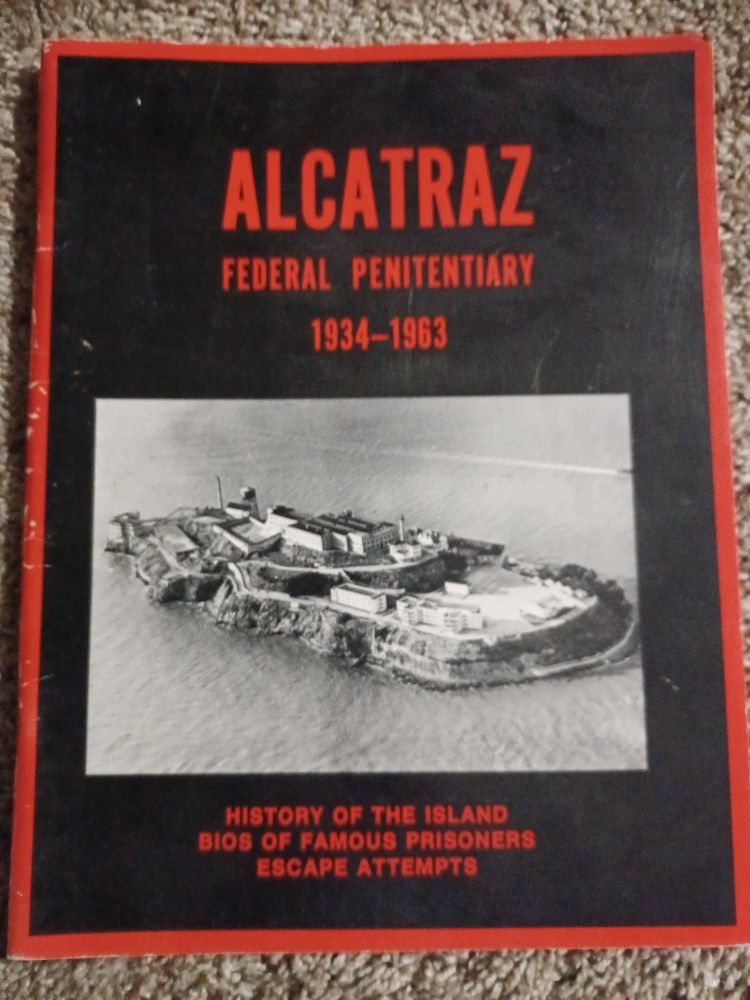 ALCATRAZ
FEDERAL PENITENTIARY
1934–1963
HISTORY OF THE ISLAND
BIOS OF FAMOUS PRISONERS
ESCAPE ATTEMPTS